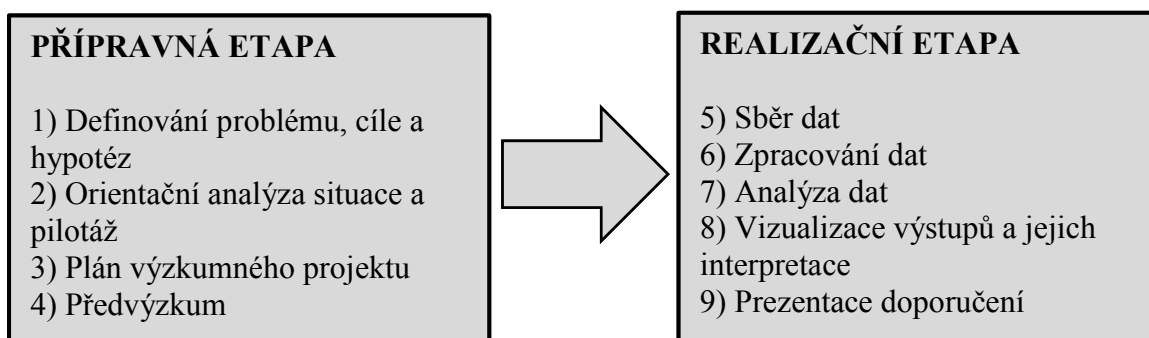 PŘÍPRAVNÁ ETAPA
1) Definování problému, cíle a
hypotéz
2) Orientační analýza situace a
pilotáž
3) Plán výzkumného projektu
4) Předvýzkum
REALIZAČNÍ ETAPA
5) Sběr dat
6) Zpracování dat
7) Analýza dat
8) Vizualizace výstupů a jejich
interpretace
9) Prezentace doporučení